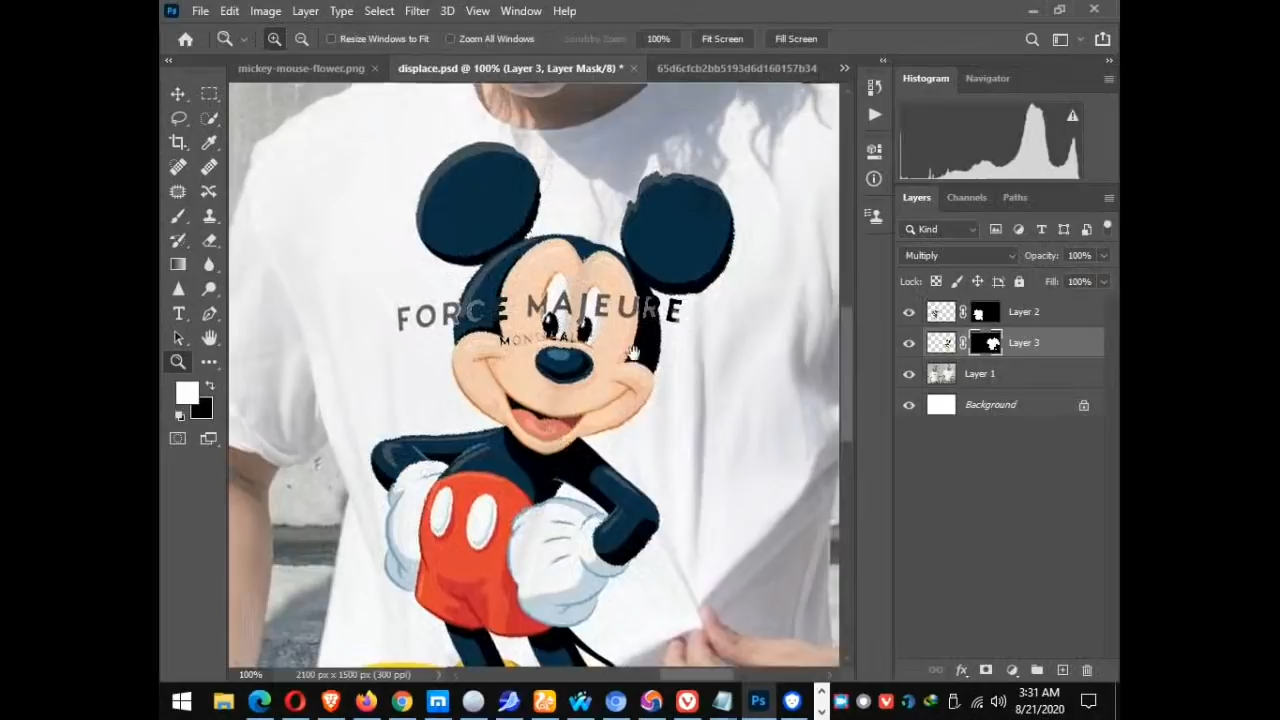 File Edit Image Layer Type Select Filter 3D View Window Help
Resize Windows to Fit Zoom All Windows Scrubby Zoom 100% Fit Screen Fill Screen
mickey-mouse-flower.png displace.psd @ 100% (Layer 3, Layer Mask/8) * 65d6cfcb2bb5193d6d160157b34
Histogram Navigator
Layers Channels Paths
Kind
Multiply Opacity: 100%
Lock: Fill: 100%
Layer 2
Layer 3
Layer 1
Background
FORCE MAJEURE
100% 2100 px x 1500 px (300 ppi)
3:31 AM
8/21/2020